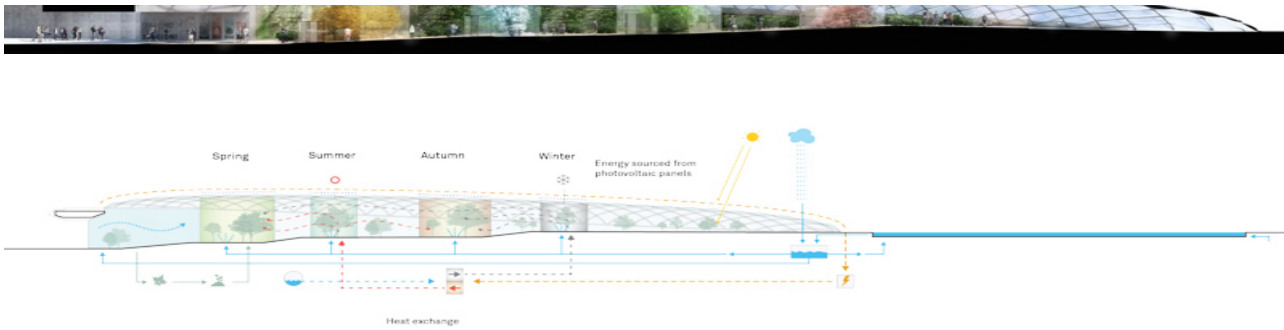 Spring
Summer
Autumn
Winter
Energy sourced from
photovoltaic panels
Heat exchange